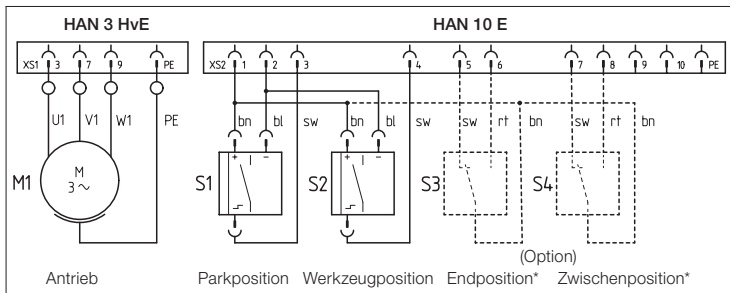 HAN 3 HvE HAN 10 E
XS1 3 7 9 PE XS2 1 2 3 4 5 6 7 8 9 10 PE
U1 V1 W1 PE bn bl sw bn bl sw sw rt bn sw rt bn
M1 M 3~ S1 + − S2 + − S3 S4
(Option)
Antrieb Parkposition Werkzeugposition Endposition* Zwischenposition*